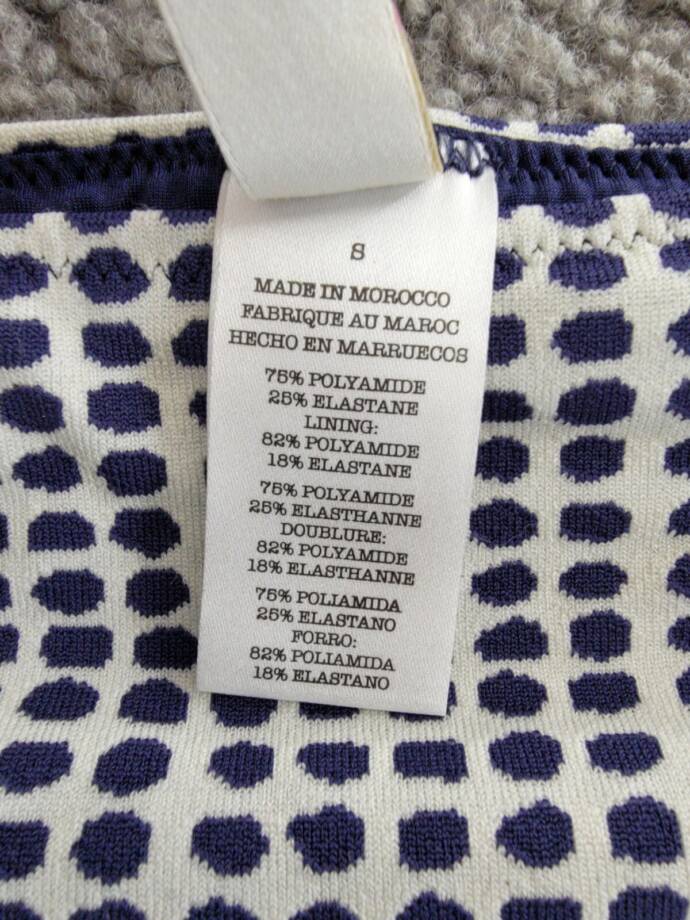 S
MADE IN MOROCCO
FABRIQUE AU MAROC
HECHO EN MARRUECOS
75% POLYAMIDE
25% ELASTANE
LINING:
82% POLYAMIDE
18% ELASTANE
75% POLYAMIDE
25% ELASTHANNE
DOUBLURE:
82% POLYAMIDE
18% ELASTHANNE
75% POLIAMIDA
25% ELASTANO
FORRO:
82% POLIAMIDA
18% ELASTANO